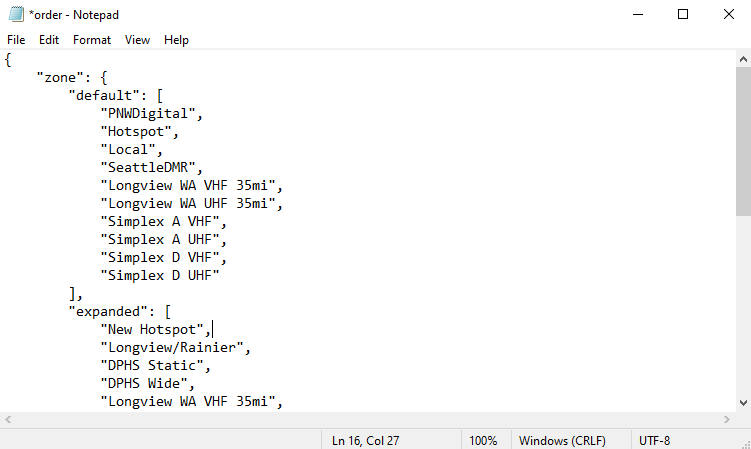 *order - Notepad
File Edit Format View Help
{
    "zone": {
        "default": [
            "PNWDigital",
            "Hotspot",
            "Local",
            "SeattleDMR",
            "Longview WA VHF 35mi",
            "Longview WA UHF 35mi",
            "Simplex A VHF",
            "Simplex A UHF",
            "Simplex D VHF",
            "Simplex D UHF"
        ],
        "expanded": [
            "New Hotspot",
            "Longview/Rainier",
            "DPHS Static",
            "DPHS Wide",
            "Longview WA VHF 35mi",
Ln 16, Col 27 100% Windows (CRLF) UTF-8